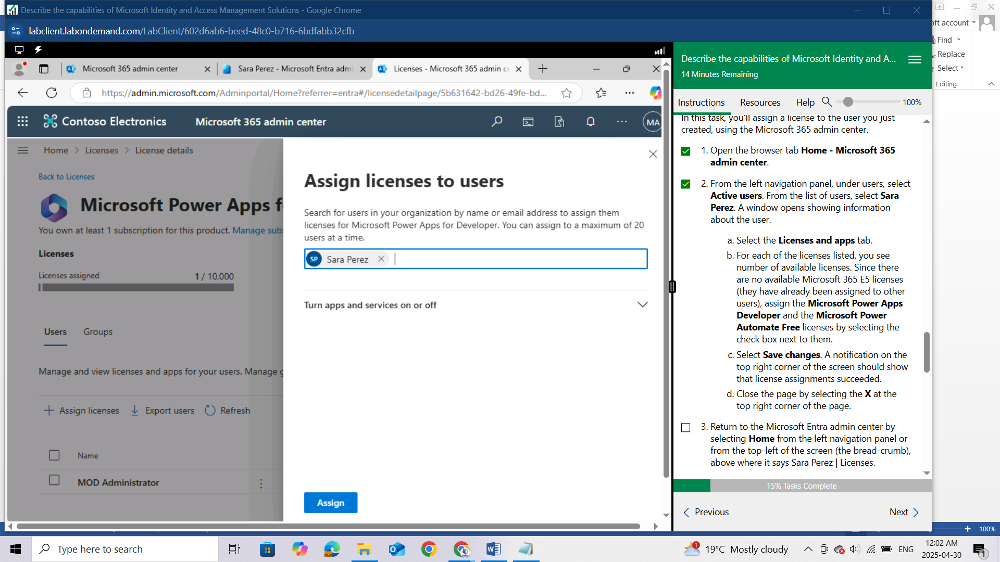 Describe the capabilities of Microsoft Identity and Access Management Solutions - Google Chrome
labclient.labondemand.com/LabClient/602d6ab6-beed-48c0-b716-6bdfabb32cfb
Microsoft 365 admin center
Sara Perez - Microsoft Entra admi
Licenses - Microsoft 365 admin ce
https://admin.microsoft.com/Adminportal/Home?referrer=entra#/licensedetailpage/5b631642-bd26-49fe-bd...
Contoso Electronics
Microsoft 365 admin center
MA
Home > Licenses > License details
Back to Licenses
Microsoft Power Apps f
You own at least 1 subscription for this product. Manage subs
Licenses
Licenses assigned 1 / 10,000
Users Groups
Manage and view licenses and apps for your users. Manage g
Assign licenses Export users Refresh
Name
MOD Administrator
Assign licenses to users
Search for users in your organization by name or email address to assign them
licenses for Microsoft Power Apps for Developer. You can assign to a maximum of 20
users at a time.
SP Sara Perez
Turn apps and services on or off
Assign
Describe the capabilities of Microsoft Identity and A...
14 Minutes Remaining
Instructions Resources Help 100%
In this task, you'll assign a license to the user you just
created, using the Microsoft 365 admin center.
1. Open the browser tab Home - Microsoft 365
admin center.
2. From the left navigation panel, under users, select
Active users. From the list of users, select Sara
Perez. A window opens showing information
about the user.
a. Select the Licenses and apps tab.
b. For each of the licenses listed, you see
number of available licenses. Since there
are no available Microsoft 365 E5 licenses
(they have already been assigned to other
users), assign the Microsoft Power Apps
Developer and the Microsoft Power
Automate Free licenses by selecting the
check box next to them.
c. Select Save changes. A notification on the
top right corner of the screen should show
that license assignments succeeded.
d. Close the page by selecting the X at the
top right corner of the page.
3. Return to the Microsoft Entra admin center by
selecting Home from the left navigation panel or
from the top-left of the screen (the bread-crumb),
above where it says Sara Perez | Licenses.
15% Tasks Complete
Previous Next
account
Find
Replace
Select
Editing
100%
Type here to search
1
19°C Mostly cloudy
ENG
12:02 AM
2025-04-30
1